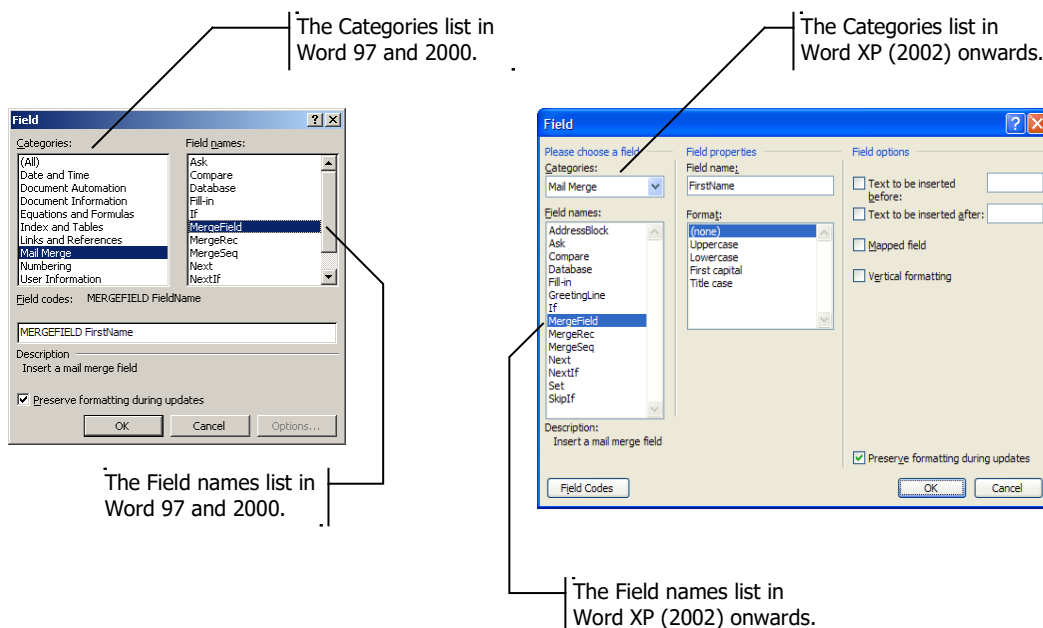 The Categories list in
Word 97 and 2000.
The Categories list in
Word XP (2002) onwards.
Field
Categories:
Field names:
(All)
Date and Time
Document Automation
Document Information
Equations and Formulas
Index and Tables
Links and References
Mail Merge
Numbering
User Information
Ask
Compare
Database
Fill-in
If
MergeField
MergeRec
MergeSeq
Next
NextIf
Field codes: MERGEFIELD FieldName
MERGEFIELD FirstName
Description
Insert a mail merge field
Preserve formatting during updates
OK
Cancel
Options...
The Field names list in
Word 97 and 2000.
Field
Please choose a field
Categories:
Mail Merge
Field names:
AddressBlock
Ask
Compare
Database
Fill-in
GreetingLine
If
MergeField
MergeRec
MergeSeq
Next
NextIf
Set
SkipIf
Description:
Insert a mail merge field
Field Codes
Field properties
Field name:
FirstName
Format:
(none)
Uppercase
Lowercase
First capital
Title case
Field options
Text to be inserted
before:
Text to be inserted after:
Mapped field
Vertical formatting
Preserve formatting during updates
OK
Cancel
The Field names list in
Word XP (2002) onwards.